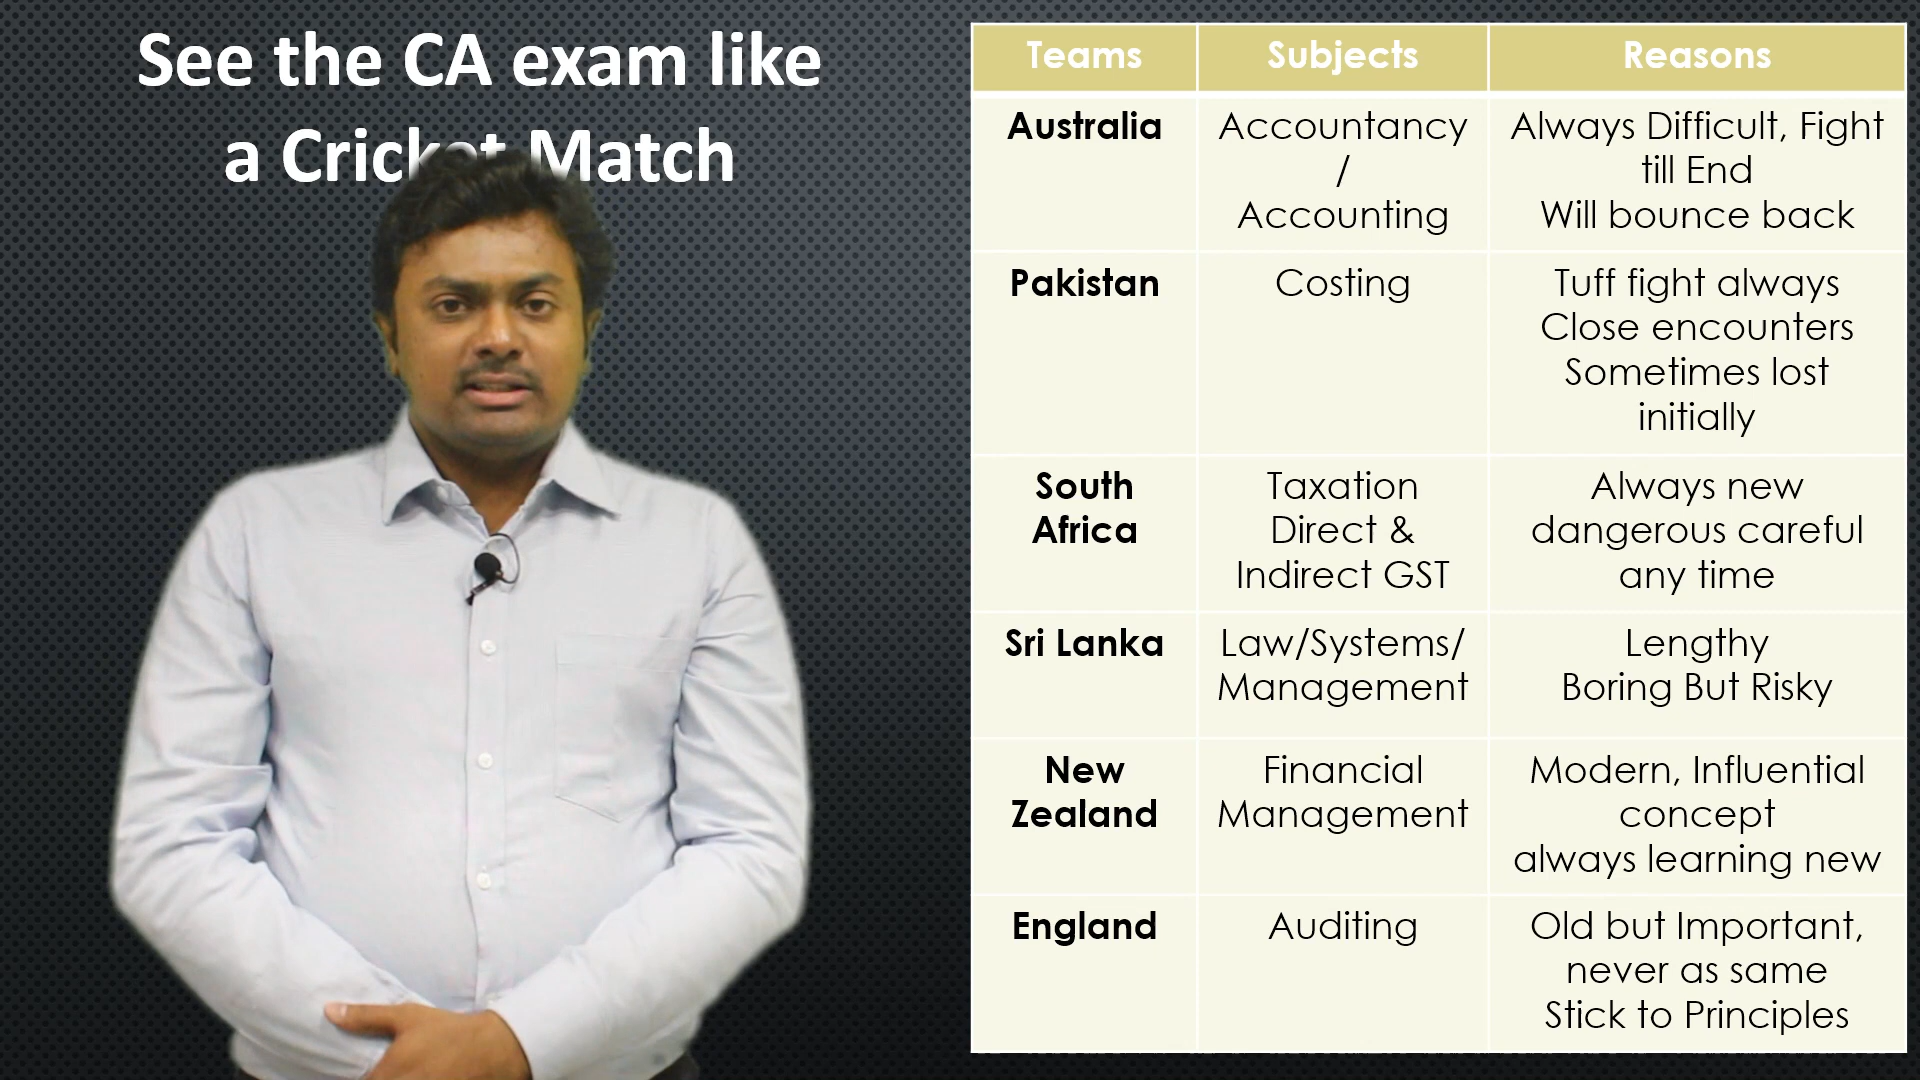 See the CA exam like
a Cricket Match
Teams Subjects Reasons
Australia
Accountancy
/
Accounting
Always Difficult, Fight
till End
Will bounce back
Pakistan
Costing
Tuff fight always
Close encounters
Sometimes lost
initially
South
Africa
Taxation
Direct &
Indirect GST
Always new
dangerous careful
any time
Sri Lanka
Law/Systems/
Management
Lengthy
Boring But Risky
New
Zealand
Financial
Management
Modern, Influential
concept
always learning new
England
Auditing
Old but Important,
never as same
Stick to Principles